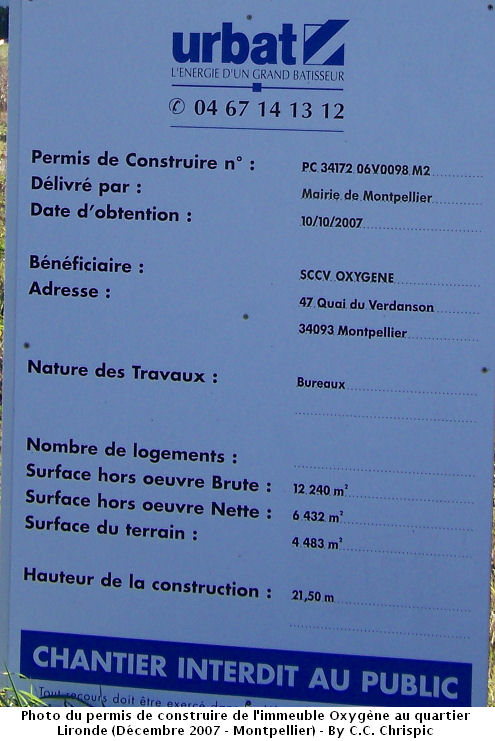 urbat
L'ENERGIE D'UN GRAND BATISSEUR
✆ 04 67 14 13 12
Permis de Construire n° : PC 34172 06V0098 M2
Délivré par : Mairie de Montpellier
Date d'obtention : 10/10/2007
Bénéficiaire : SCCV OXYGENE
Adresse : 47 Quai du Verdanson
34093 Montpellier
Nature des Travaux : Bureaux
Nombre de logements :
Surface hors oeuvre Brute : 12 240 m²
Surface hors oeuvre Nette : 6 432 m²
Surface du terrain : 4 483 m²
Hauteur de la construction : 21,50 m
CHANTIER INTERDIT AU PUBLIC
Tout recours doit être exercé
Photo du permis de construire de l'immeuble Oxygène au quartier
Lironde (Décembre 2007 - Montpellier) - By C.C. Chrispic